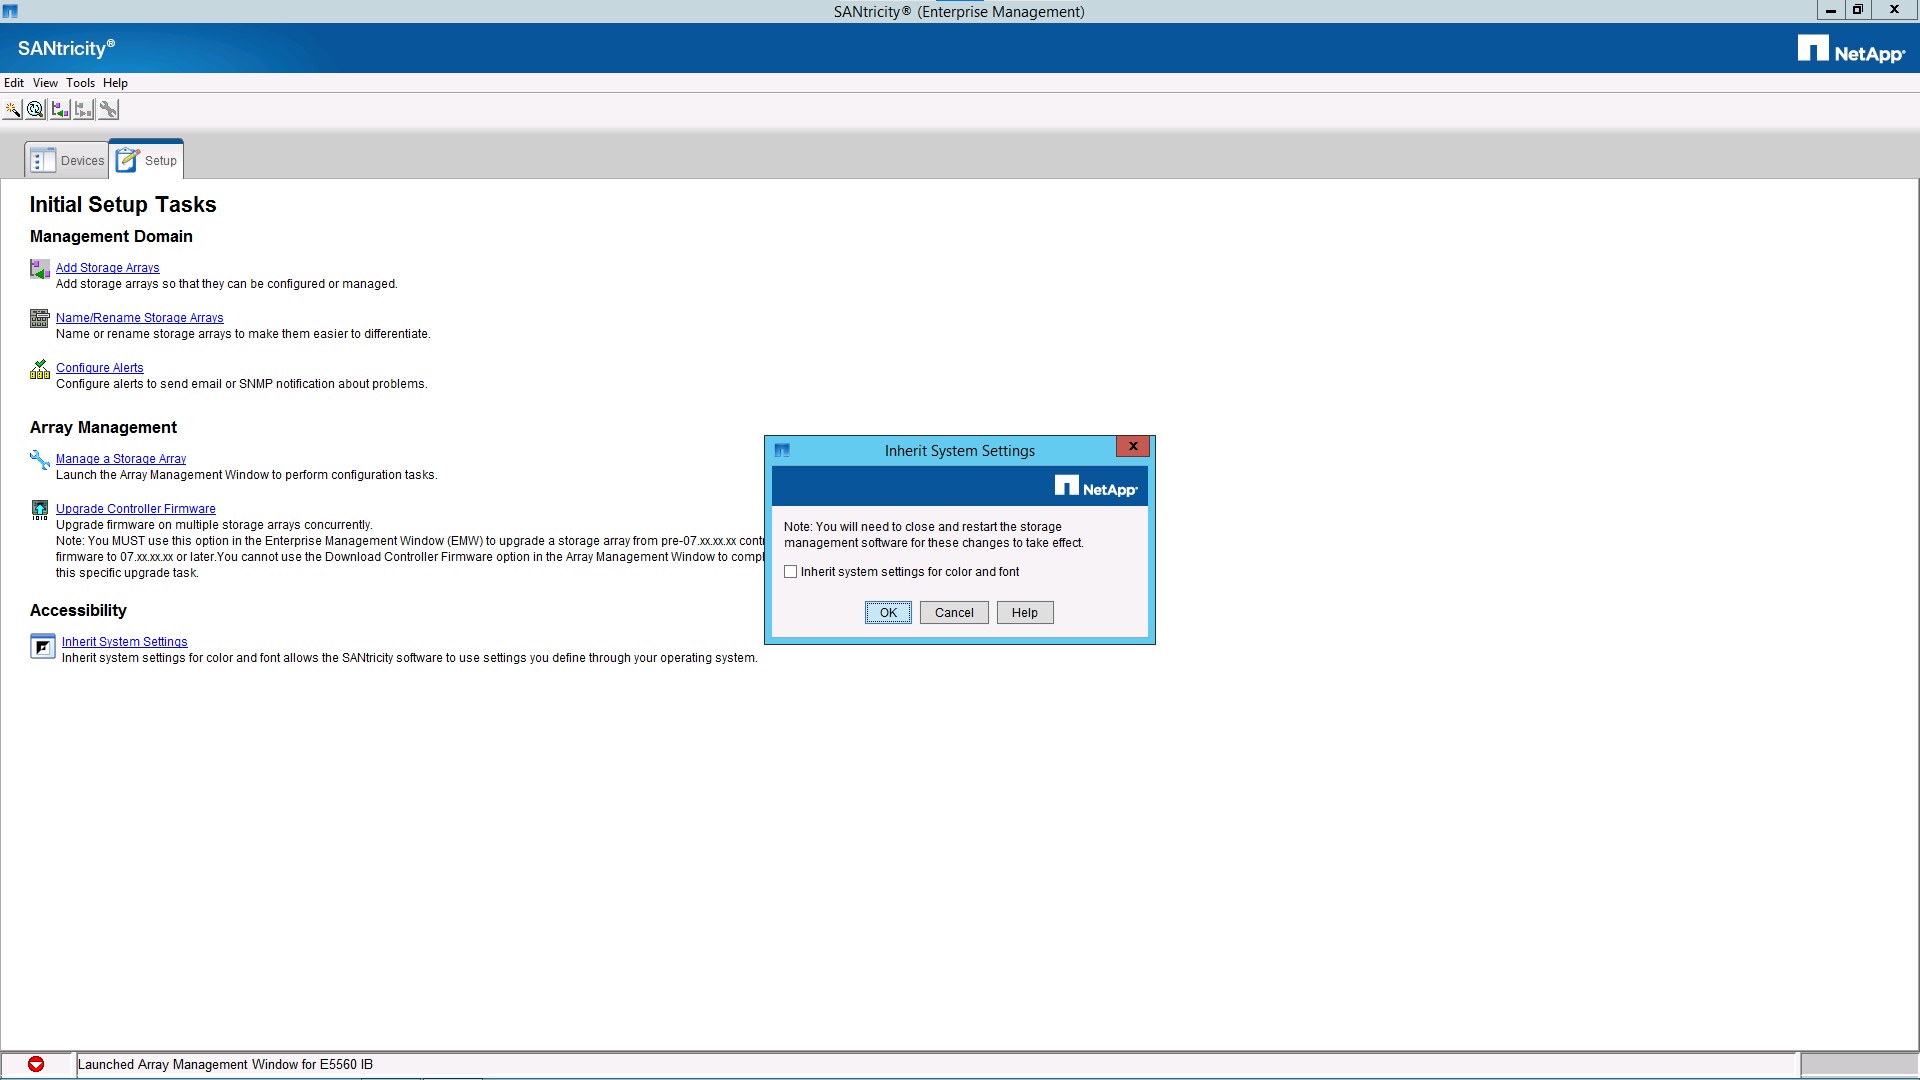 SANtricity® (Enterprise Management)
SANtricity®
NetApp®
Edit View Tools Help
Devices
Setup
Initial Setup Tasks
Management Domain
Add Storage Arrays
Add storage arrays so that they can be configured or managed.
Name/Rename Storage Arrays
Name or rename storage arrays to make them easier to differentiate.
Configure Alerts
Configure alerts to send email or SNMP notification about problems.
Array Management
Manage a Storage Array
Launch the Array Management Window to perform configuration tasks.
Upgrade Controller Firmware
Upgrade firmware on multiple storage arrays concurrently.
Note: You MUST use this option in the Enterprise Management Window (EMW) to upgrade a storage array from pre-07.xx.xx.xx
firmware to 07.xx.xx.xx or later.You cannot use the Download Controller Firmware option in the Array Management Window to
this specific upgrade task.
Accessibility
Inherit System Settings
Inherit system settings for color and font allows the SANtricity software to use settings you define through your operating system.
Inherit System Settings
NetApp®
Note: You will need to close and restart the storage
management software for these changes to take effect.
Inherit system settings for color and font
OK
Cancel
Help
Launched Array Management Window for E5560 IB